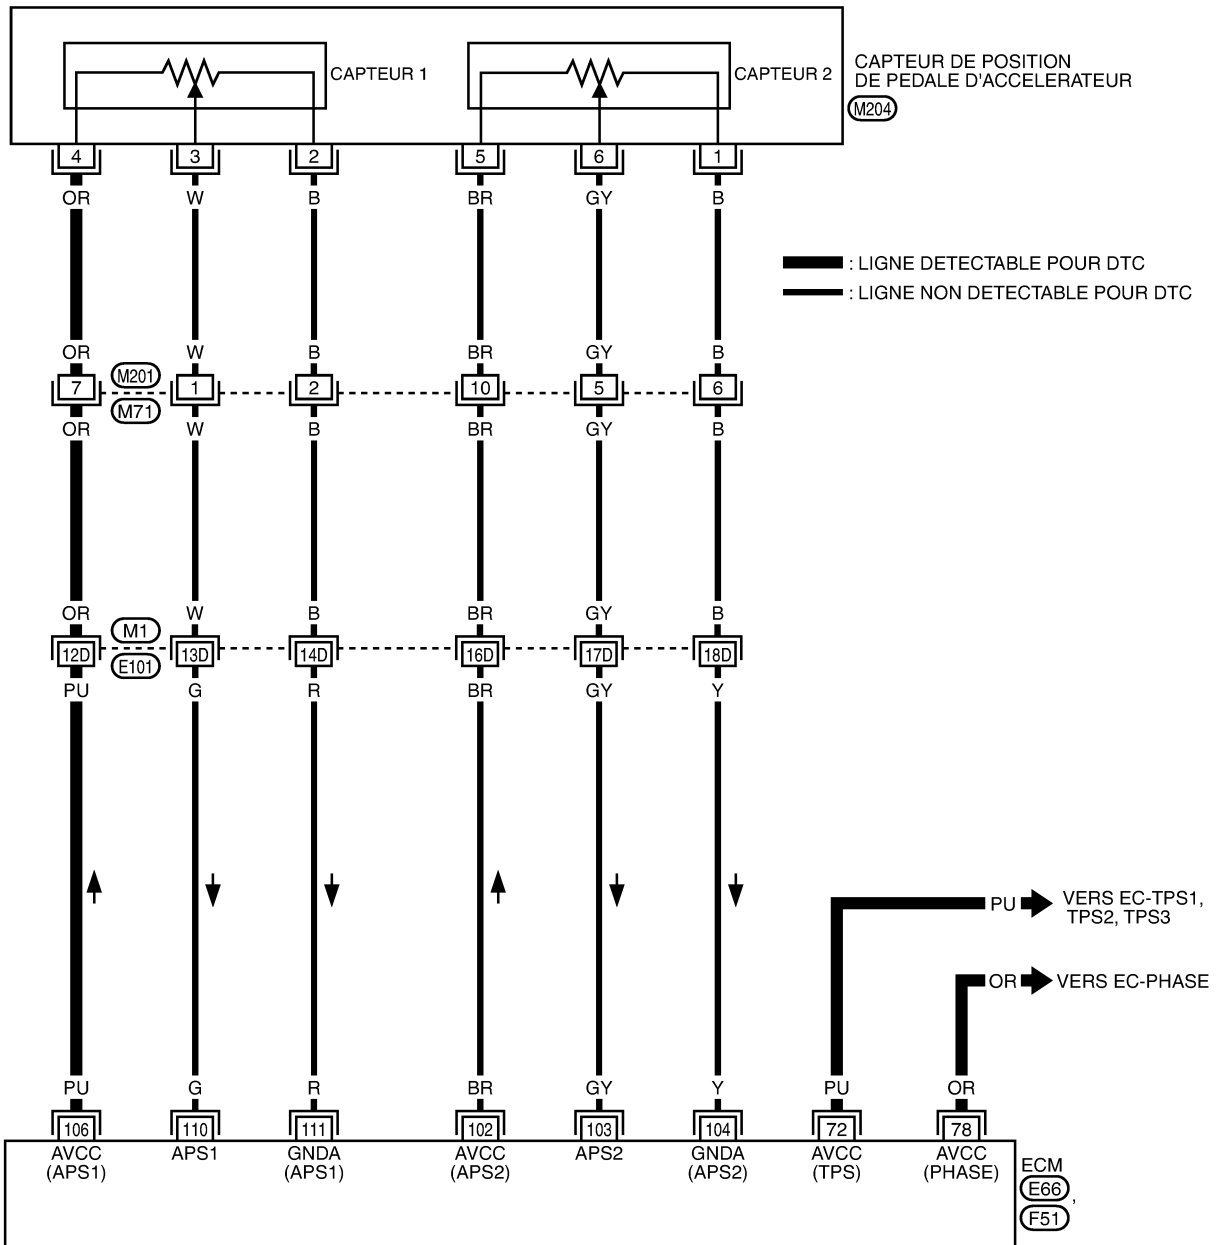 CAPTEUR 1
CAPTEUR 2
CAPTEUR DE POSITION
DE PEDALE D'ACCELERATEUR
M204
4 3 2 5 6 1
OR W B BR GY B
: LIGNE DETECTABLE POUR DTC
: LIGNE NON DETECTABLE POUR DTC
OR W B BR GY B
M201
7 1 2 10 5 6
M71
OR W B BR GY B
OR W B BR GY B
M1
12D 13D 14D 16D 17D 18D
E101
PU G R BR GY Y
PU VERS EC-TPS1,
TPS2, TPS3
OR VERS EC-PHASE
PU G R BR GY Y PU OR
106 110 111 102 103 104 72 78
AVCC APS1 GNDA AVCC APS2 GNDA AVCC AVCC
(APS1) (APS1) (APS2) (APS2) (TPS) (PHASE)
ECM
E66 ,
F51